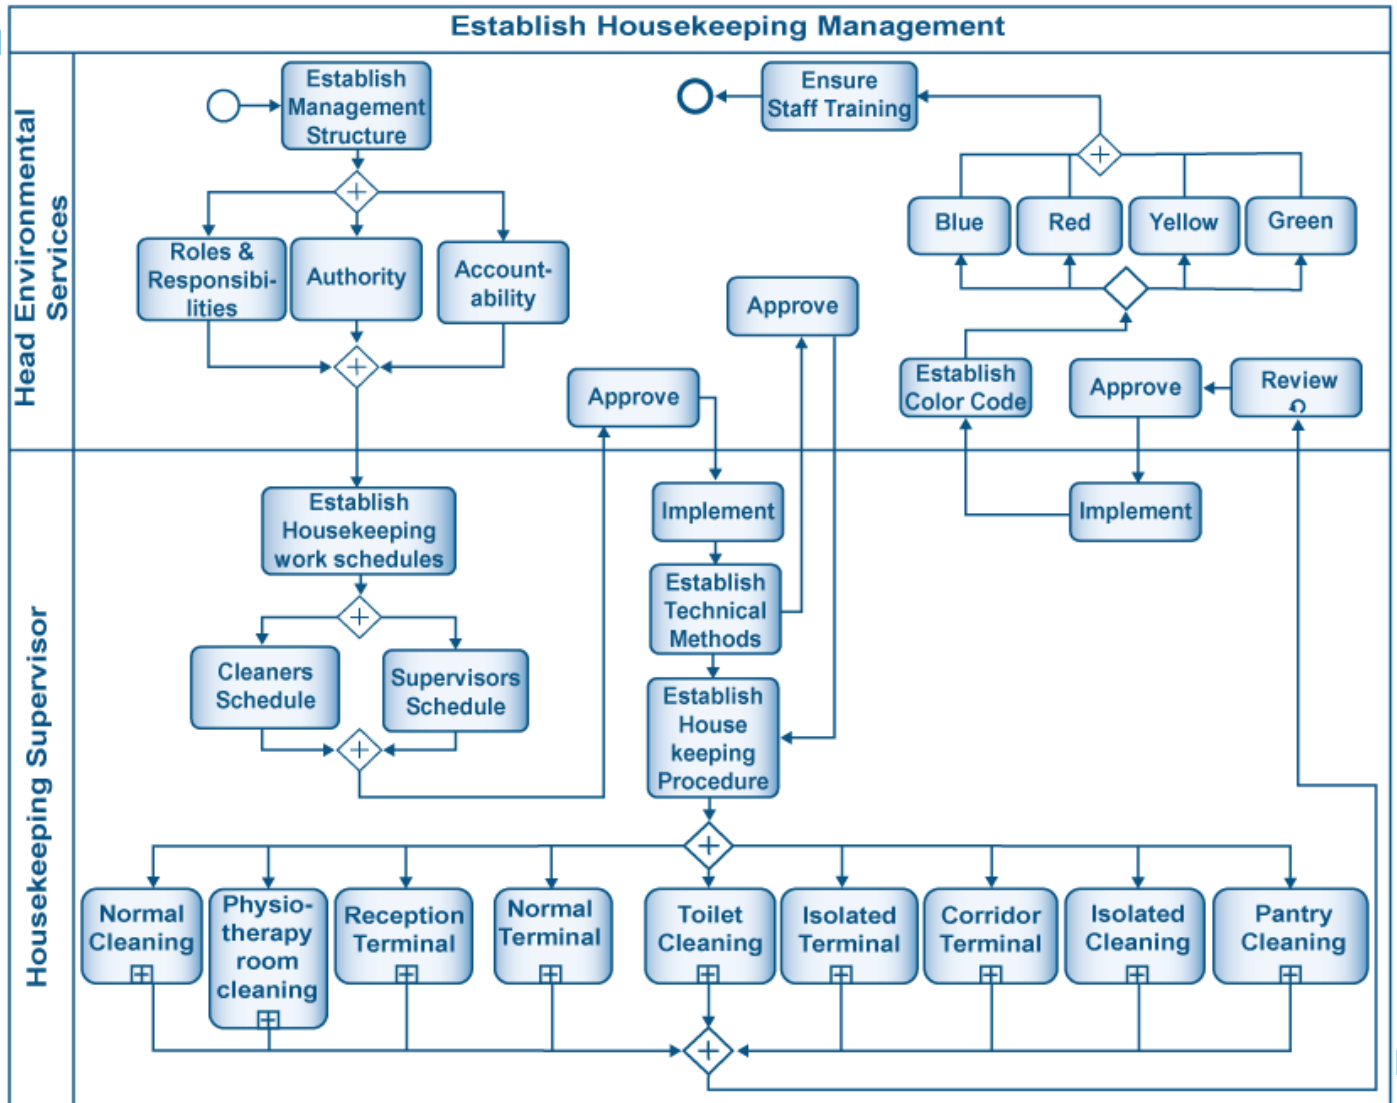 Establish Housekeeping Management
Head Environmental
Services
Establish
Management
Structure
Roles &
Responsibi-
lities
Authority
Account-
ability
Ensure
Staff Training
Blue
Red
Yellow
Green
Approve
Approve
Establish
Color Code
Approve
Review
Housekeeping Supervisor
Establish
Housekeeping
work schedules
Cleaners
Schedule
Supervisors
Schedule
Implement
Establish
Technical
Methods
Establish
House
keeping
Procedure
Implement
Normal
Cleaning
Physio-
therapy
room
cleaning
Reception
Terminal
Normal
Terminal
Toilet
Cleaning
Isolated
Terminal
Corridor
Terminal
Isolated
Cleaning
Pantry
Cleaning